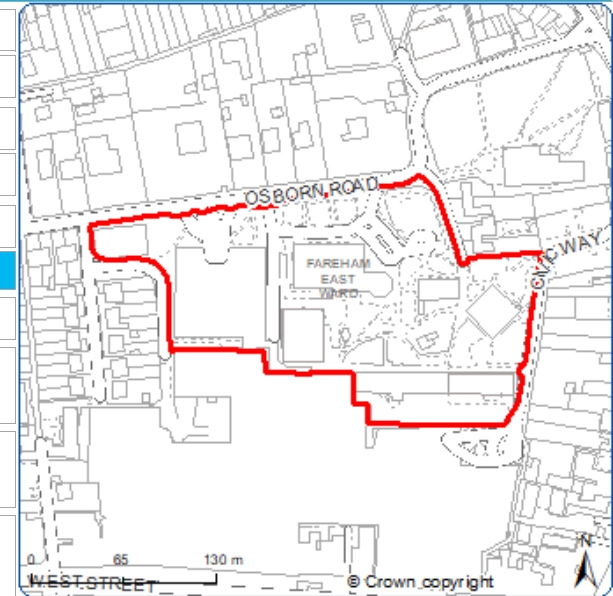 OSBORN ROAD
CIVIC WAY
FAREHAM
EAST
WARD
N
0 65 130 m
WEST STREET
© Crown copyright